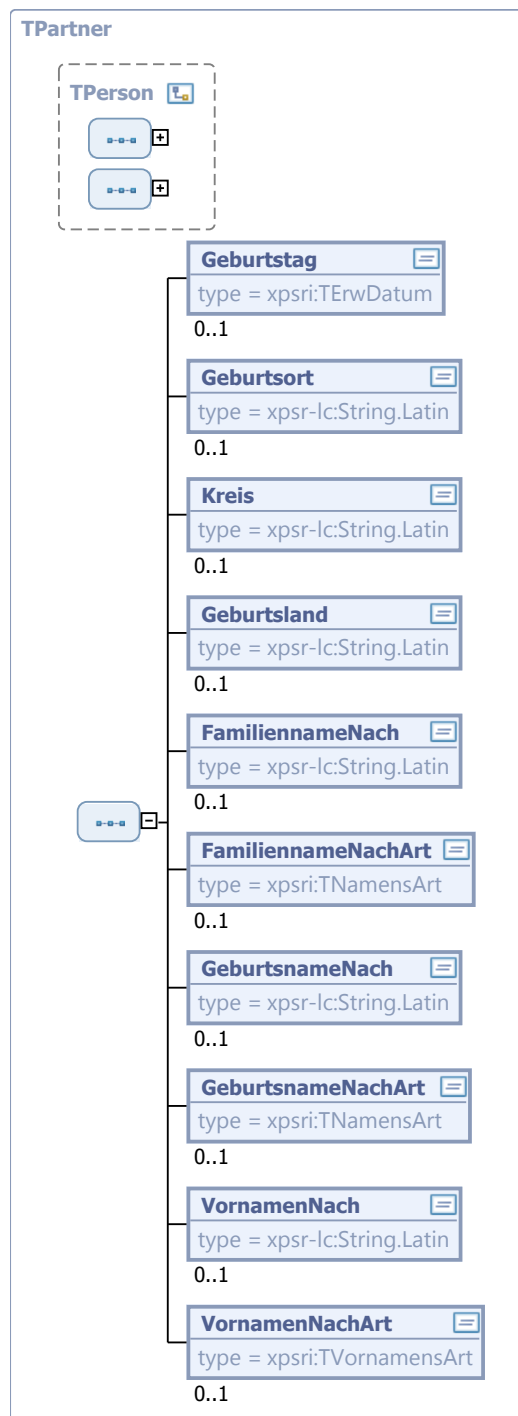 TPartner
TPerson
Geburtstag
type = xpsri:TErwDatum
0..1
Geburtsort
type = xpsr-lc:String.Latin
0..1
Kreis
type = xpsr-lc:String.Latin
0..1
Geburtsland
type = xpsr-lc:String.Latin
0..1
FamiliennameNach
type = xpsr-lc:String.Latin
0..1
FamiliennameNachArt
type = xpsri:TNamensArt
0..1
GeburtsnameNach
type = xpsr-lc:String.Latin
0..1
GeburtsnameNachArt
type = xpsri:TNamensArt
0..1
VornamenNach
type = xpsr-lc:String.Latin
0..1
VornamenNachArt
type = xpsri:TVornamensArt
0..1